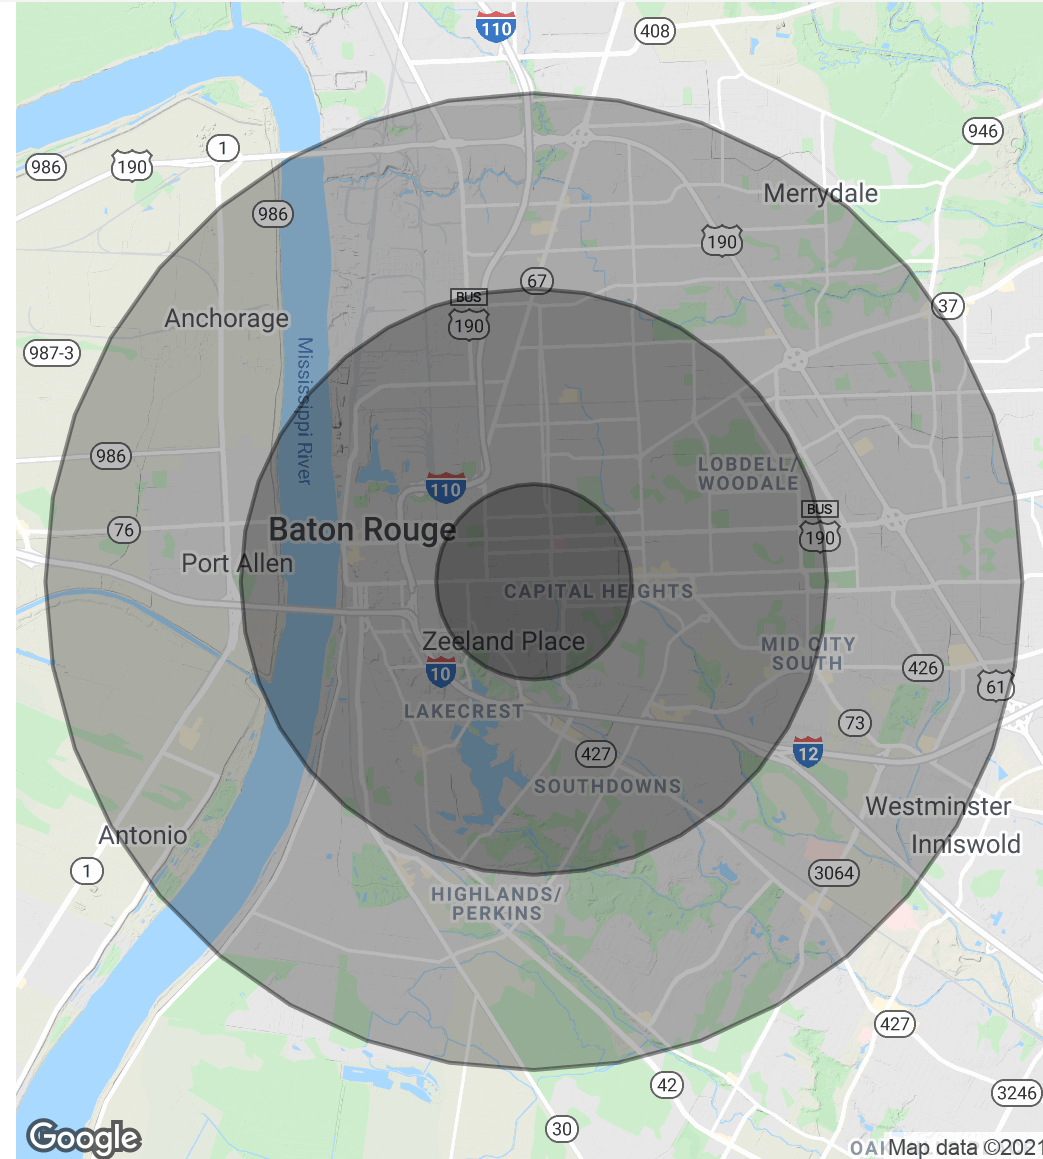 110
408
946
986
190
1
986
Merrydale
190
67
BUS
190
37
Anchorage
987-3
Mississippi River
986
LOBDELL/
WOODALE
110
BUS
190
76
Baton Rouge
Port Allen
CAPITAL HEIGHTS
Zeeland Place
MID CITY
SOUTH
10
426
61
LAKECREST
73
427
12
SOUTHDOWNS
Westminster
Antonio
Inniswold
1
3064
HIGHLANDS/
PERKINS
427
42
3246
30
Google
Map data ©2021